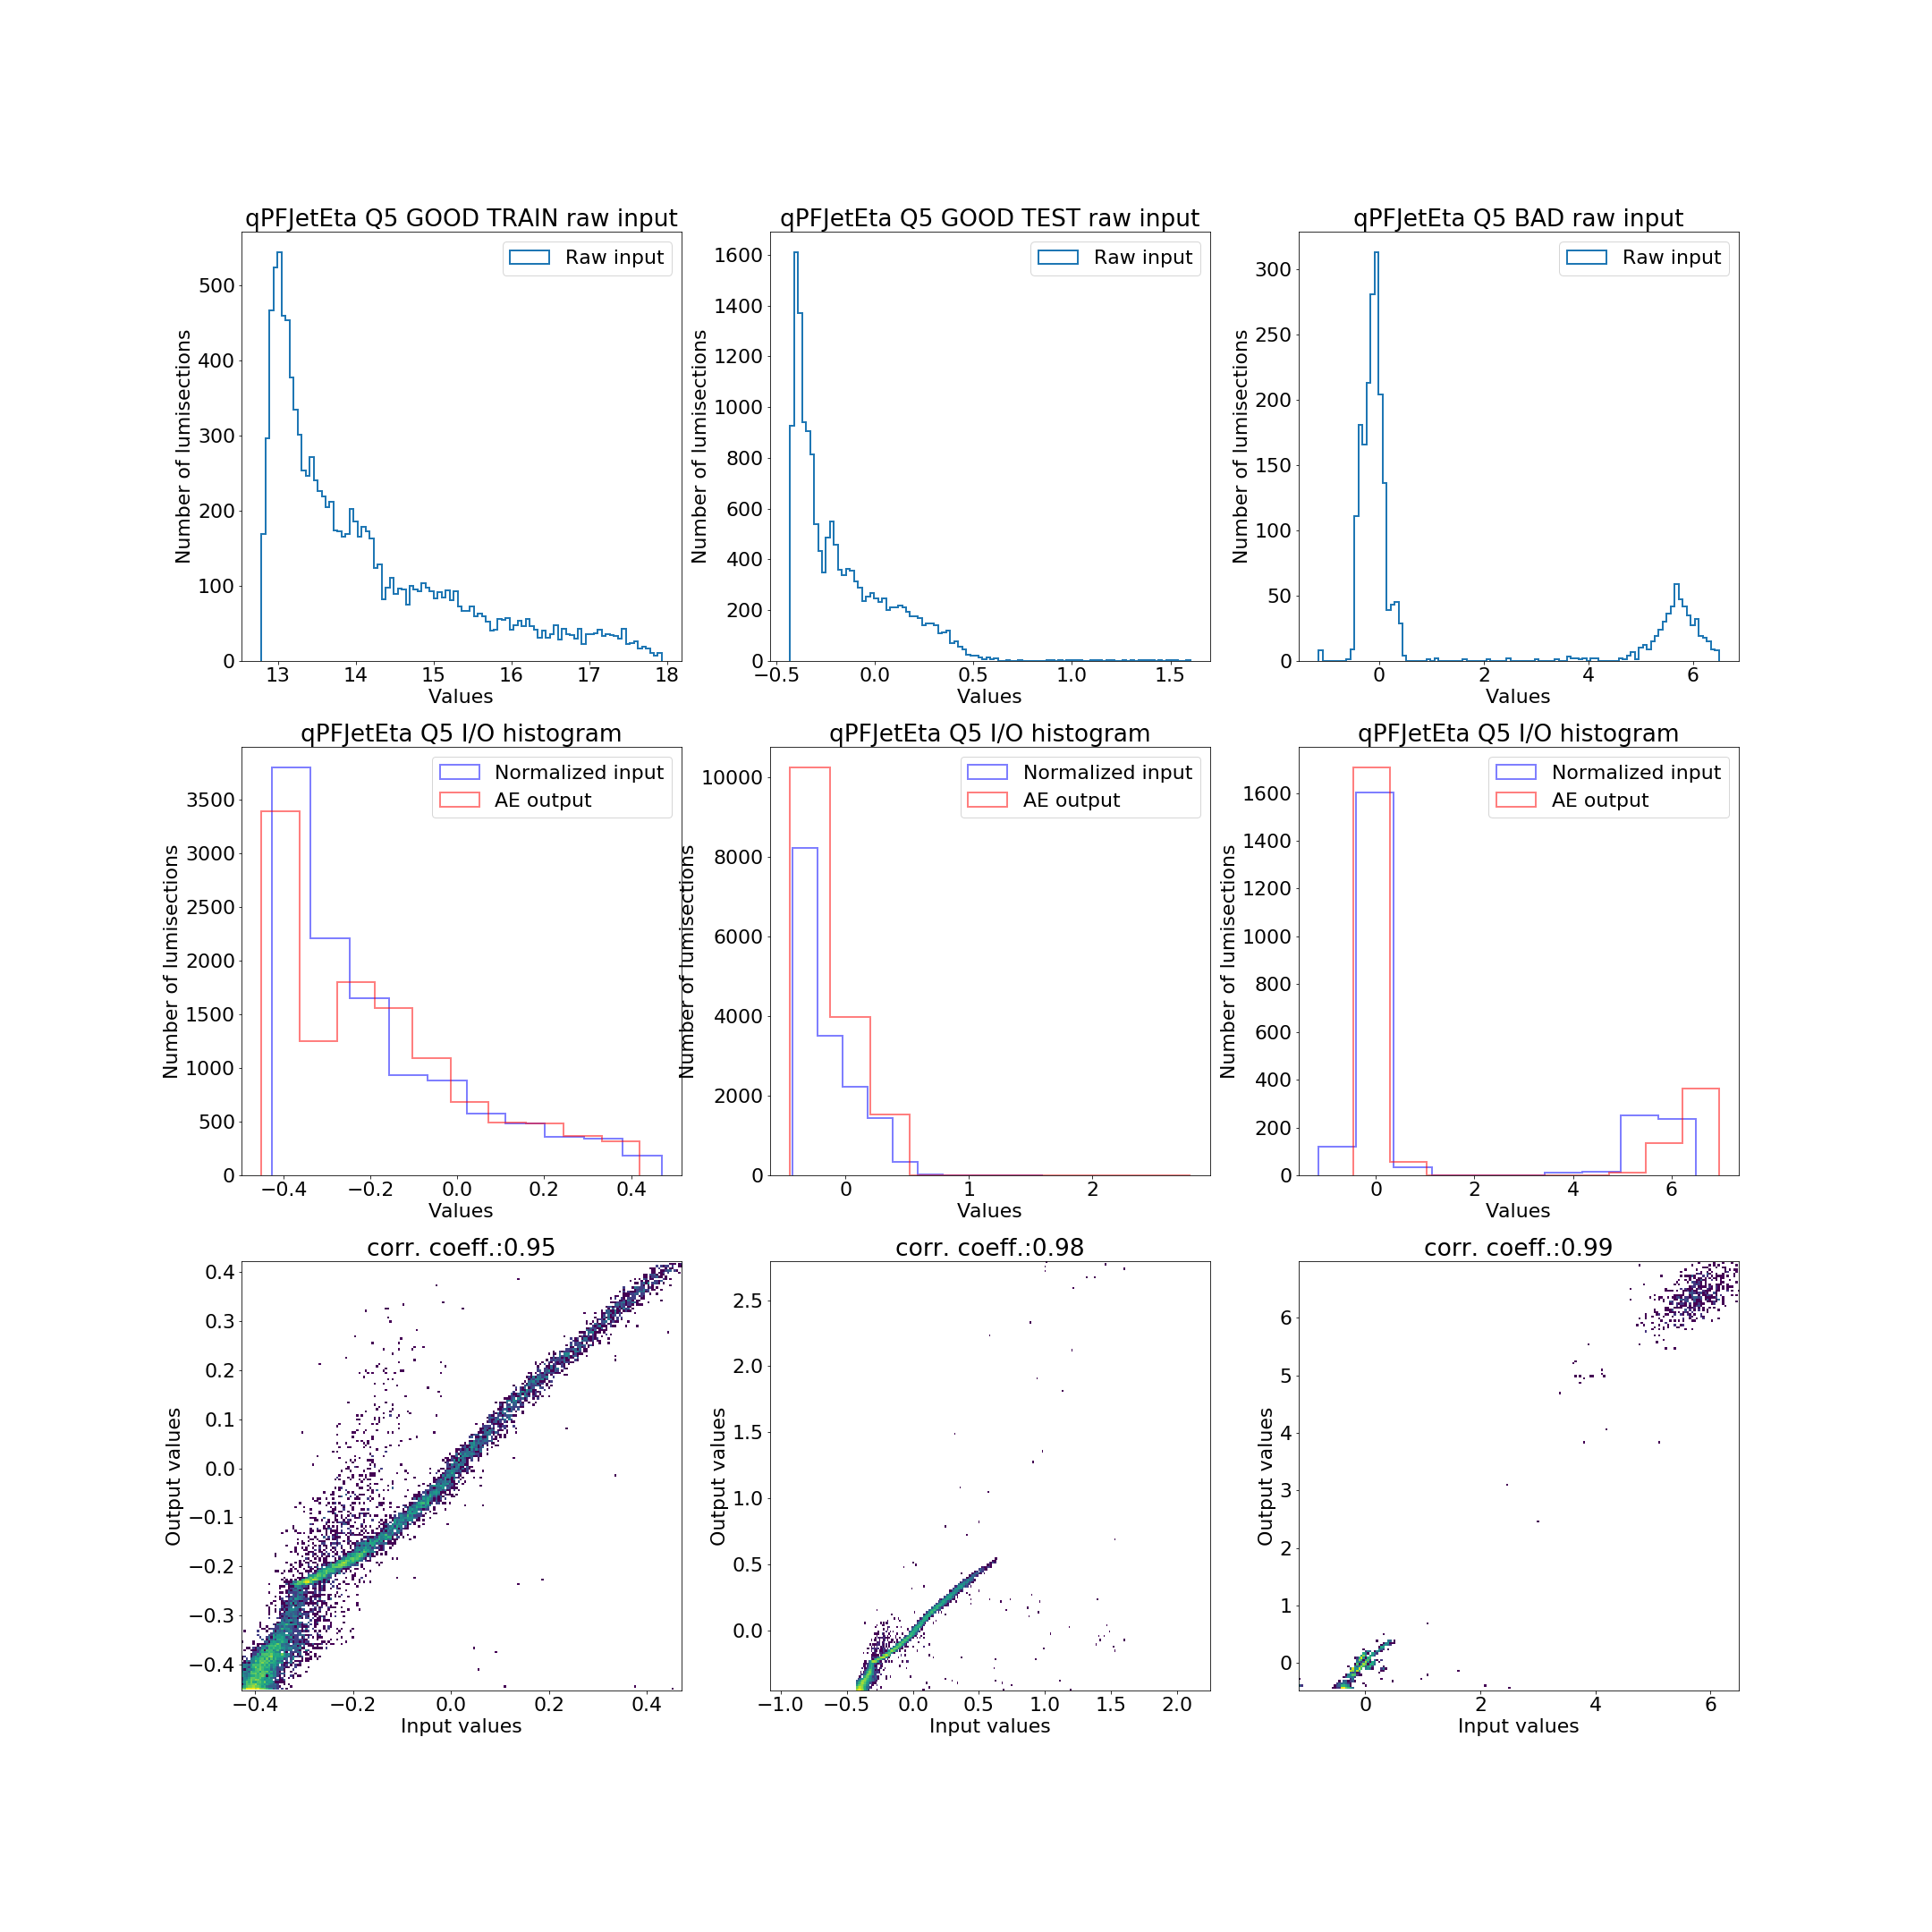 qPFJetEta Q5 GOOD TRAIN raw input
Raw input
Number of lumisections
500
400
300
200
100
0
13 14 15 16 17 18
Values
qPFJetEta Q5 GOOD TEST raw input
Raw input
Number of lumisections
1600
1400
1200
1000
800
600
400
200
0
−0.5 0.0 0.5 1.0 1.5
Values
qPFJetEta Q5 BAD raw input
Raw input
Number of lumisections
300
250
200
150
100
50
0
0 2 4 6
Values
qPFJetEta Q5 I/O histogram
Normalized input
AE output
Number of lumisections
3500
3000
2500
2000
1500
1000
500
0
−0.4 −0.2 0.0 0.2 0.4
Values
qPFJetEta Q5 I/O histogram
Normalized input
AE output
Number of lumisections
10000
8000
6000
4000
2000
0
0 1 2
Values
qPFJetEta Q5 I/O histogram
Normalized input
AE output
Number of lumisections
1600
1400
1200
1000
800
600
400
200
0
0 2 4 6
Values
corr. coeff.:0.95
Output values
0.4
0.3
0.2
0.1
0.0
−0.1
−0.2
−0.3
−0.4
−0.4 −0.2 0.0 0.2 0.4
Input values
corr. coeff.:0.98
Output values
2.5
2.0
1.5
1.0
0.5
0.0
−1.0 −0.5 0.0 0.5 1.0 1.5 2.0
Input values
corr. coeff.:0.99
Output values
6
5
4
3
2
1
0
0 2 4 6
Input values